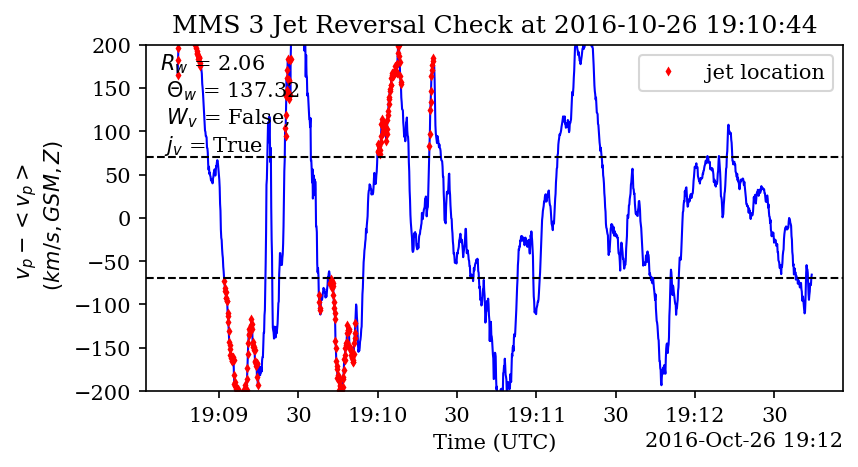 MMS 3 Jet Reversal Check at 2016-10-26 19:10:44
R_w = 2.06
Θ_w = 137.32
W_v = False,
j_v = True
jet location
v_p − <v_p>
(km/s, GSM, Z)
200
150
100
50
0
−50
−100
−150
−200
19:09 30 19:10 30 19:11 30 19:12 30
Time (UTC)
2016-Oct-26 19:12